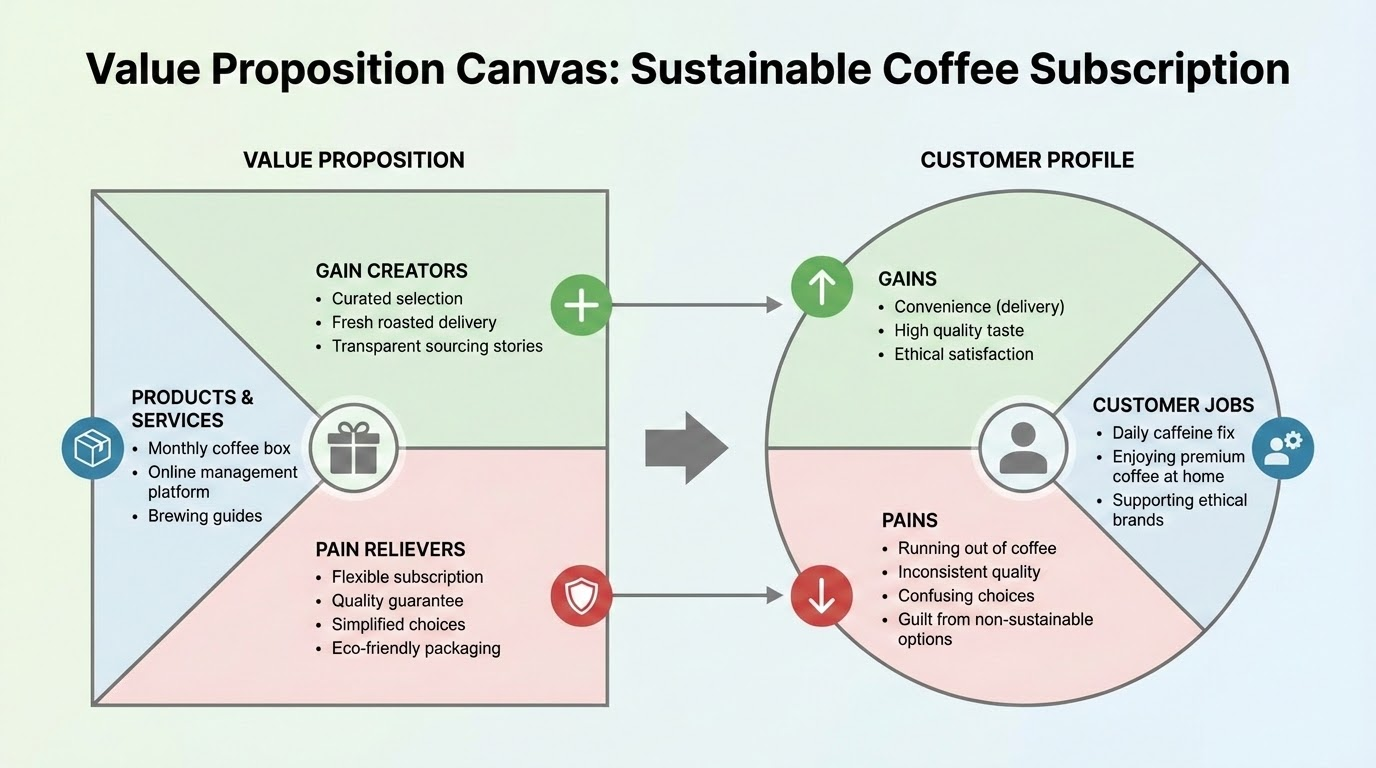 Value Proposition Canvas: Sustainable Coffee Subscription
VALUE PROPOSITION
GAIN CREATORS
• Curated selection
• Fresh roasted delivery
• Transparent sourcing stories
PRODUCTS &
SERVICES
• Monthly coffee box
• Online management
platform
• Brewing guides
PAIN RELIEVERS
• Flexible subscription
• Quality guarantee
• Simplified choices
• Eco-friendly packaging
CUSTOMER PROFILE
GAINS
• Convenience (delivery)
• High quality taste
• Ethical satisfaction
CUSTOMER JOBS
• Daily caffeine fix
• Enjoying premium
coffee at home
• Supporting ethical
brands
PAINS
• Running out of coffee
• Inconsistent quality
• Confusing choices
• Guilt from non-sustainable
options